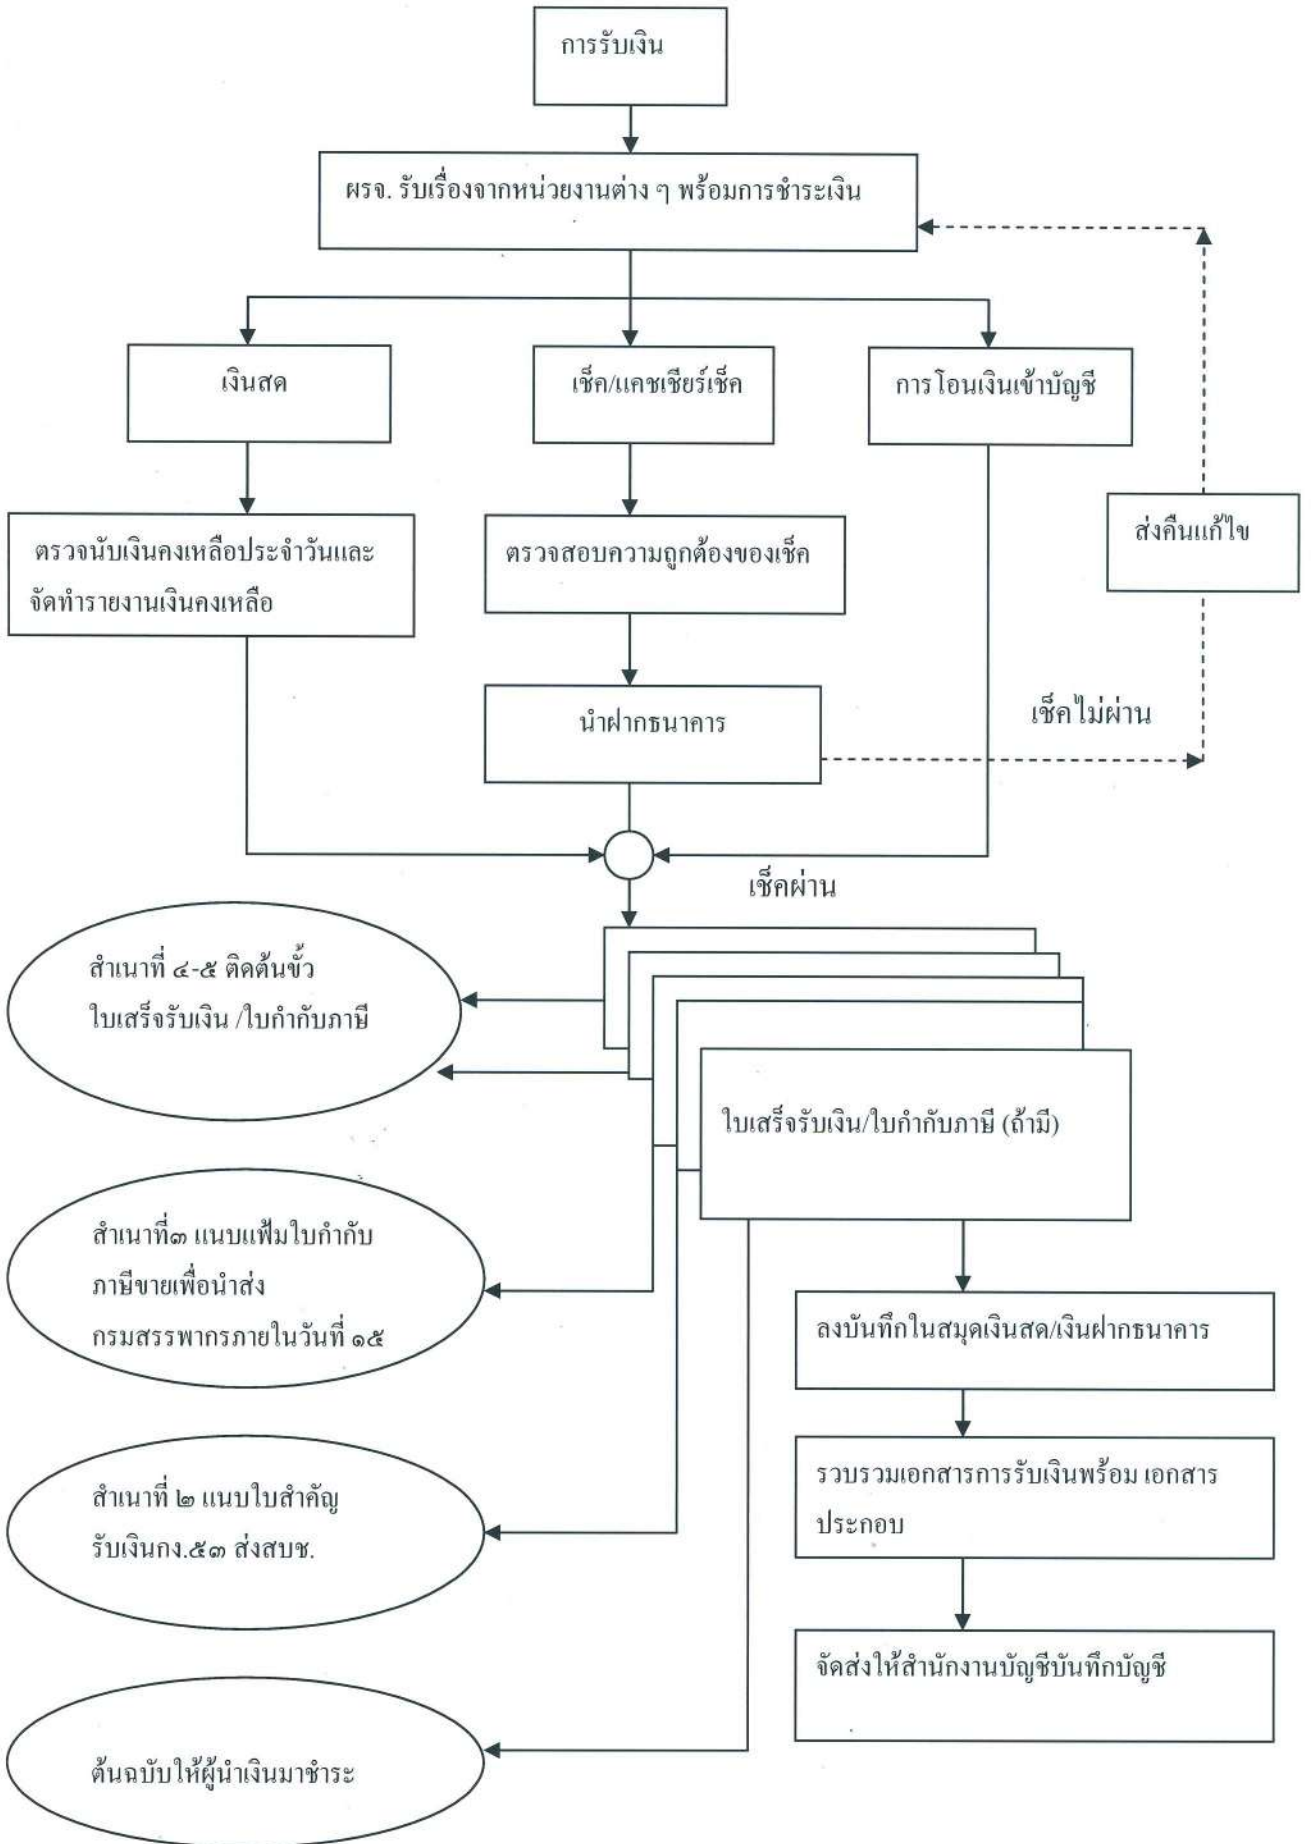 การรับเงิน
ผรจ. รับเรื่องจากหน่วยงานต่าง ๆ พร้อมการชำระเงิน
เงินสด
เช็ค/แคชเชียร์เช็ค
การโอนเงินเข้าบัญชี
ตรวจนับเงินคงเหลือประจำวันและ
จัดทำรายงานเงินคงเหลือ
ตรวจสอบความถูกต้องของเช็ค
ส่งคืนแก้ไข
นำฝากธนาคาร
เช็คไม่ผ่าน
เช็คผ่าน
สำเนาที่ ๔-๕ ติดต้นขั้ว
ใบเสร็จรับเงิน /ใบกำกับภาษี
ใบเสร็จรับเงิน/ใบกำกับภาษี (ถ้ามี)
สำเนาที่๓ แนบแฟ้มใบกำกับ
ภาษีขายเพื่อนำส่ง
กรมสรรพากรภายในวันที่ ๑๕
ลงบันทึกในสมุดเงินสด/เงินฝากธนาคาร
รวบรวมเอกสารการรับเงินพร้อม เอกสาร
ประกอบ
สำเนาที่ ๒ แนบใบสำคัญ
รับเงินกง.๕๓ ส่งสบช.
จัดส่งให้สำนักงานบัญชีบันทึกบัญชี
ต้นฉบับให้ผู้นำเงินมาชำระ